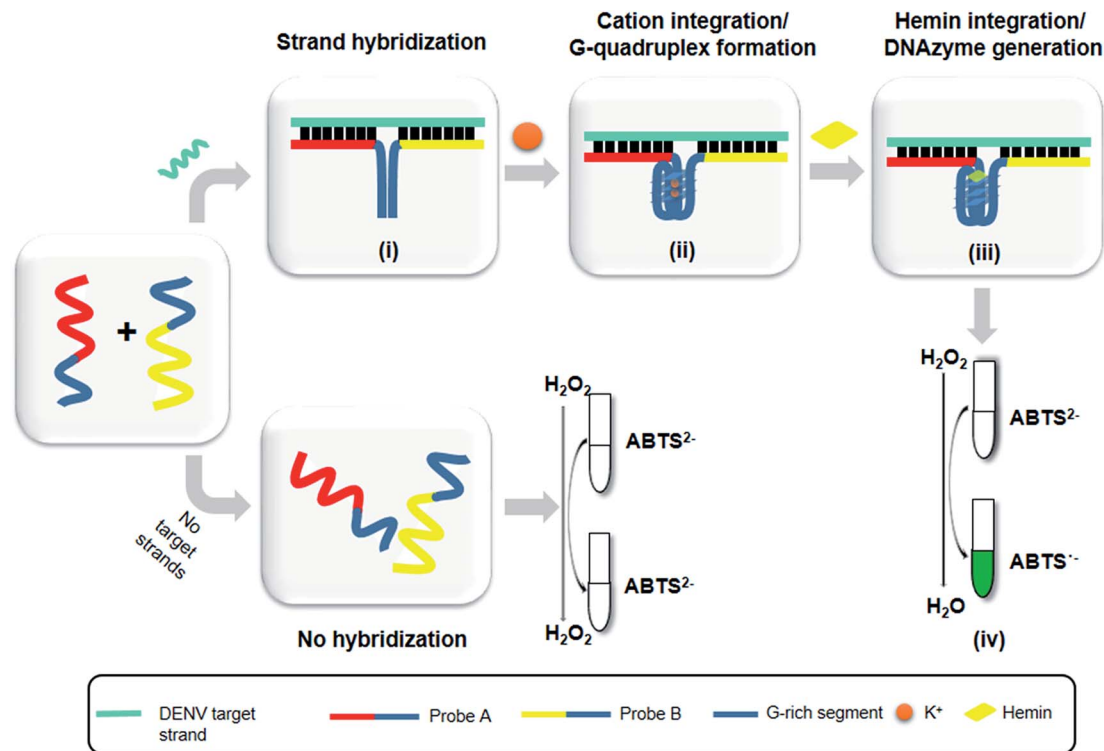 Strand hybridization
Cation integration/
G-quadruplex formation
Hemin integration/
DNAzyme generation
(i)
(ii)
(iii)
+
No
target
strands
No hybridization
H₂O₂
ABTS²⁻
ABTS²⁻
H₂O₂
H₂O₂
ABTS²⁻
ABTS·⁻
H₂O
(iv)
DENV target
strand
Probe A
Probe B
G-rich segment
K⁺
Hemin